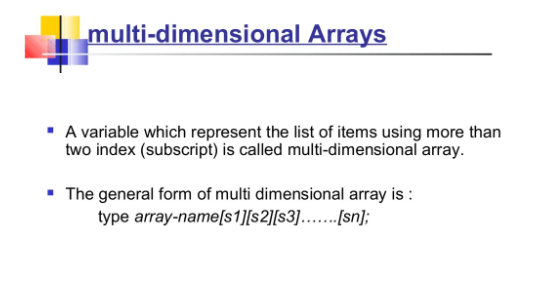 multi-dimensional Arrays
A variable which represent the list of items using more than
two index (subscript) is called multi-dimensional array.
The general form of multi dimensional array is :
type array-name[s1][s2][s3]…….[sn];